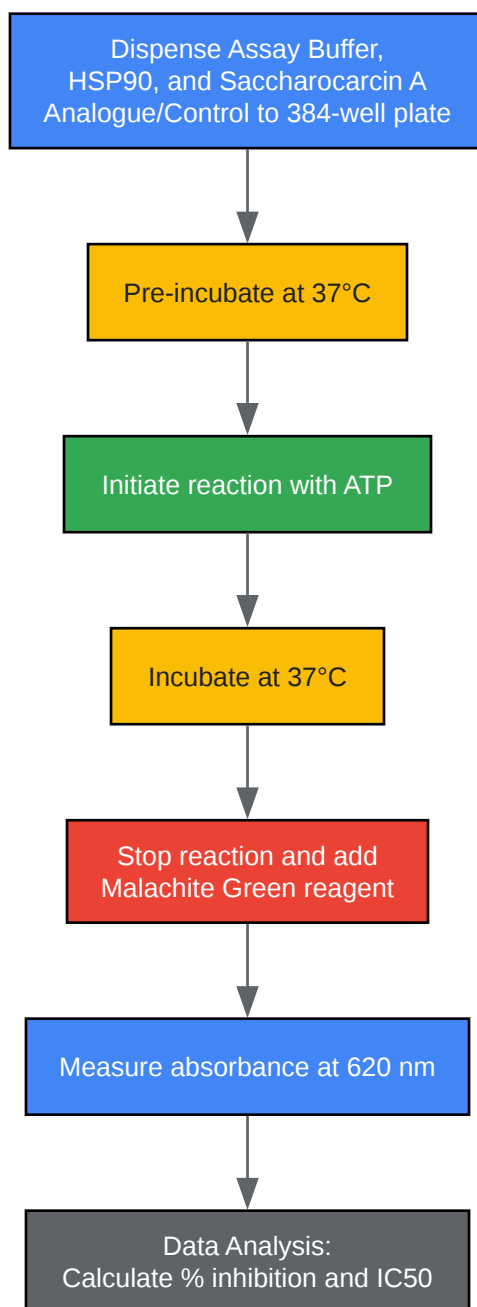 Dispense Assay Buffer,
HSP90, and Saccharocarcin A
Analogue/Control to 384-well plate
Pre-incubate at 37°C
Initiate reaction with ATP
Incubate at 37°C
Stop reaction and add
Malachite Green reagent
Measure absorbance at 620 nm
Data Analysis:
Calculate % inhibition and IC50